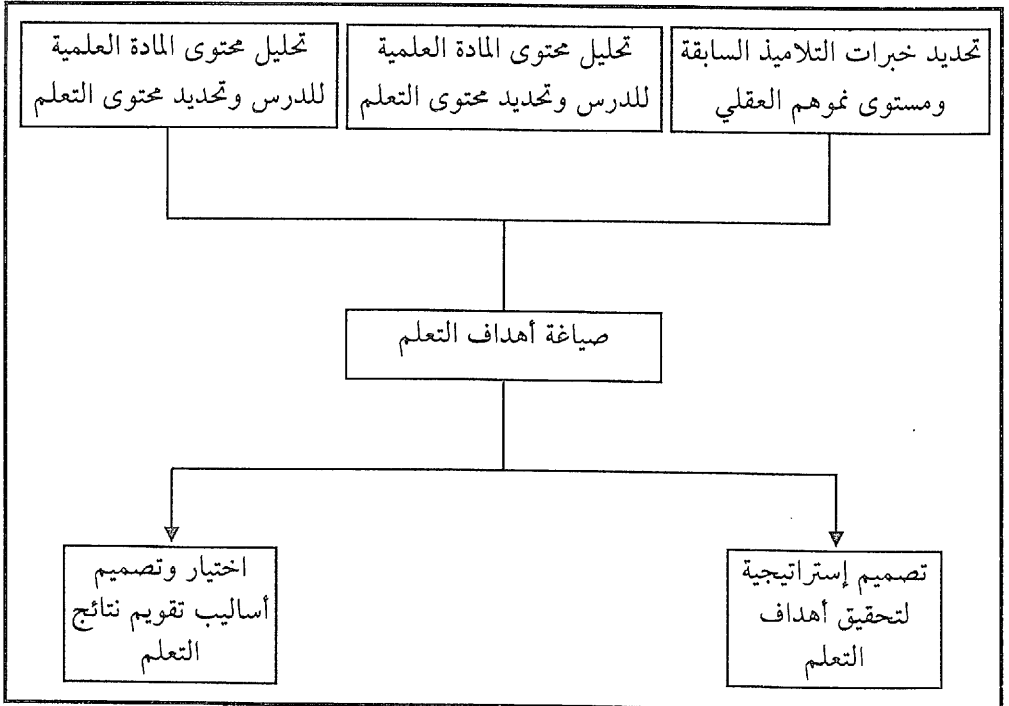 تحديد خبرات التلاميذ السابقة
ومستوى نموهم العقلي
تحليل محتوى المادة العلمية
للدرس وتحديد محتوى التعلم
تحليل محتوى المادة العلمية
للدرس وتحديد محتوى التعلم
صياغة أهداف التعلم
تصميم إستراتيجية
لتحقيق أهداف
التعلم
اختيار وتصميم
أساليب تقويم نتائج
التعلم